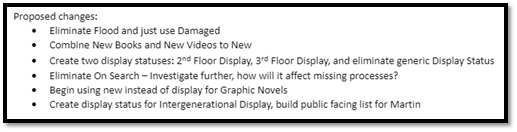 Proposed changes:
• Eliminate Flood and just use Damaged
• Combine New Books and New Videos to New
• Create two display statuses: 2nd Floor Display, 3rd Floor Display, and eliminate generic Display Status
• Eliminate On Search – Investigate further, how will it affect missing processes?
• Begin using new instead of display for Graphic Novels
• Create display status for Intergenerational Display, build public facing list for Martin